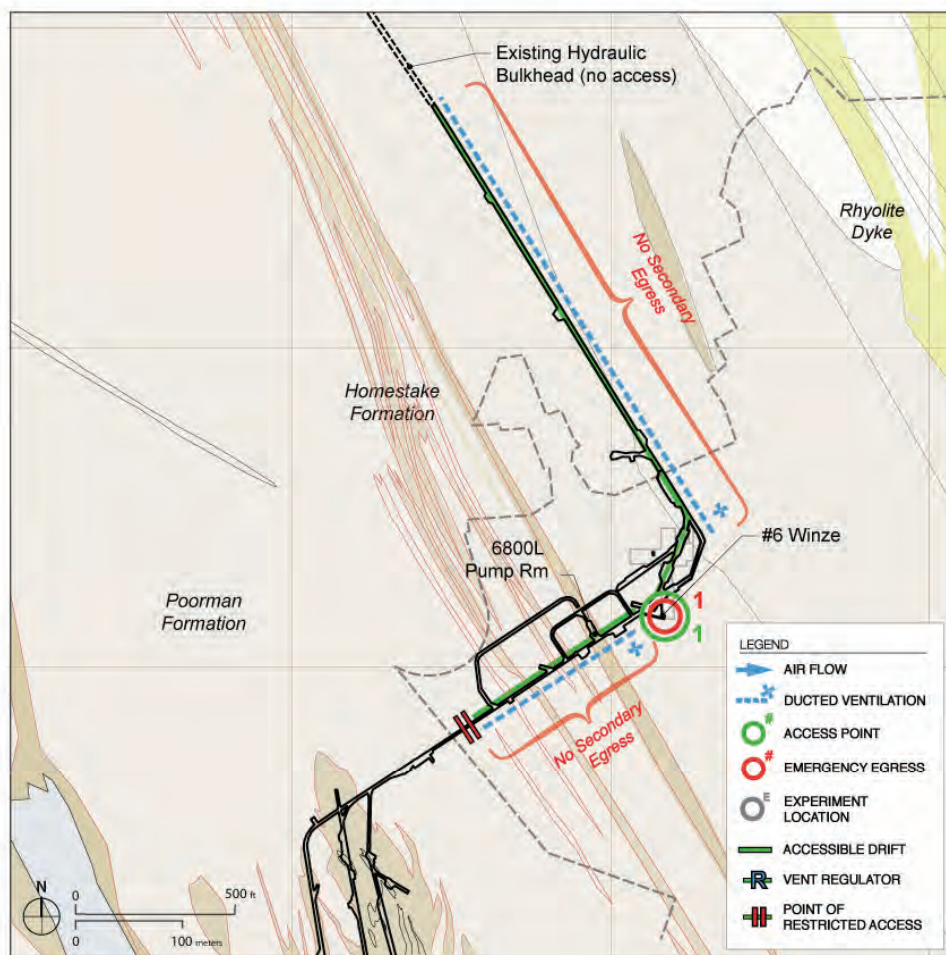 Existing Hydraulic
Bulkhead (no access)
Rhyolite
Dyke
No Secondary
Egress
Homestake
Formation
#6 Winze
6800L
Pump Rm
1
1
Poorman
Formation
No Secondary
Egress
LEGEND
AIR FLOW
DUCTED VENTILATION
# ACCESS POINT
# EMERGENCY EGRESS
E EXPERIMENT
LOCATION
ACCESSIBLE DRIFT
R VENT REGULATOR
POINT OF
RESTRICTED ACCESS
N
0 500 ft
0 100 meters